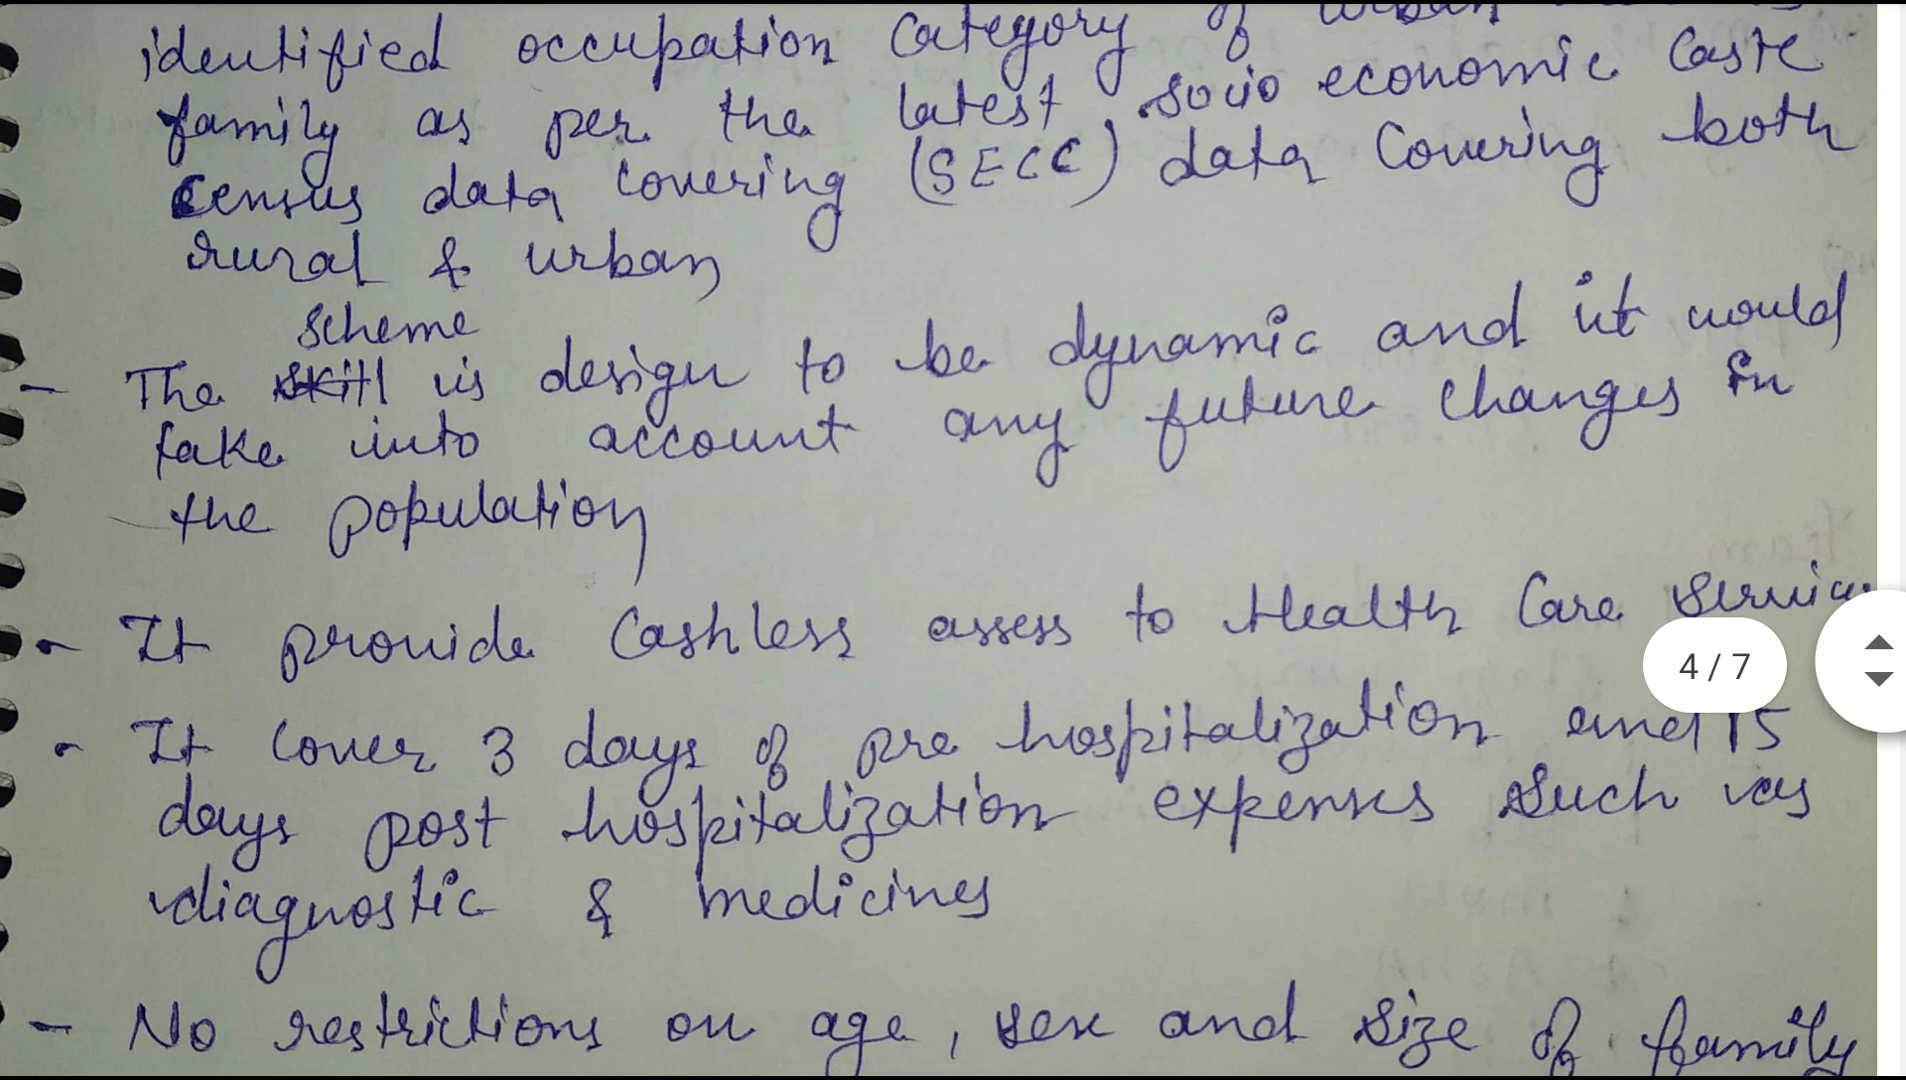 identified occupation category of urban
family as per the latest socio economic caste
census data covering (SECC) data covering both
rural & urban
scheme
- The skill is design to be dynamic and it would
take into account any future changes in
the population
- It provide cashless assess to Health Care
4 / 7
- It cover 3 days of pre hospitalization and 15
days post hospitalization expenses such as
diagnostic & medicines
- No restrictions on age, sex and size of family